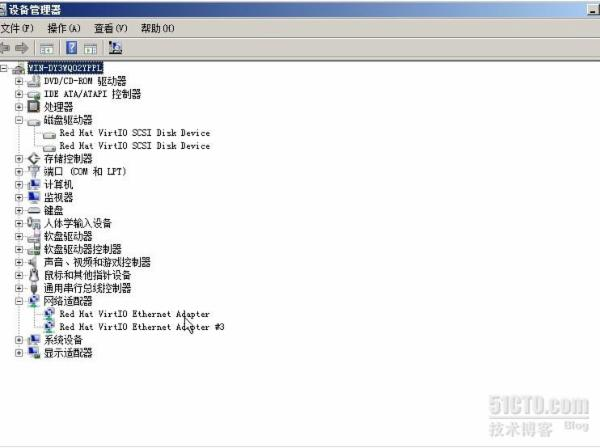 设备管理器
文件(F) 操作(A) 查看(V) 帮助(H)
WIN-DY3WQO2YPFL
DVD/CD-ROM 驱动器
IDE ATA/ATAPI 控制器
处理器
磁盘驱动器
Red Hat VirtIO SCSI Disk Device
Red Hat VirtIO SCSI Disk Device
存储控制器
端口 (COM 和 LPT)
计算机
监视器
键盘
人体学输入设备
软盘驱动器
软盘驱动器控制器
声音、视频和游戏控制器
鼠标和其他指针设备
通用串行总线控制器
网络适配器
Red Hat VirtIO Ethernet Adapter
Red Hat VirtIO Ethernet Adapter #3
系统设备
显示适配器
51CTO.com
技术博客 Blog